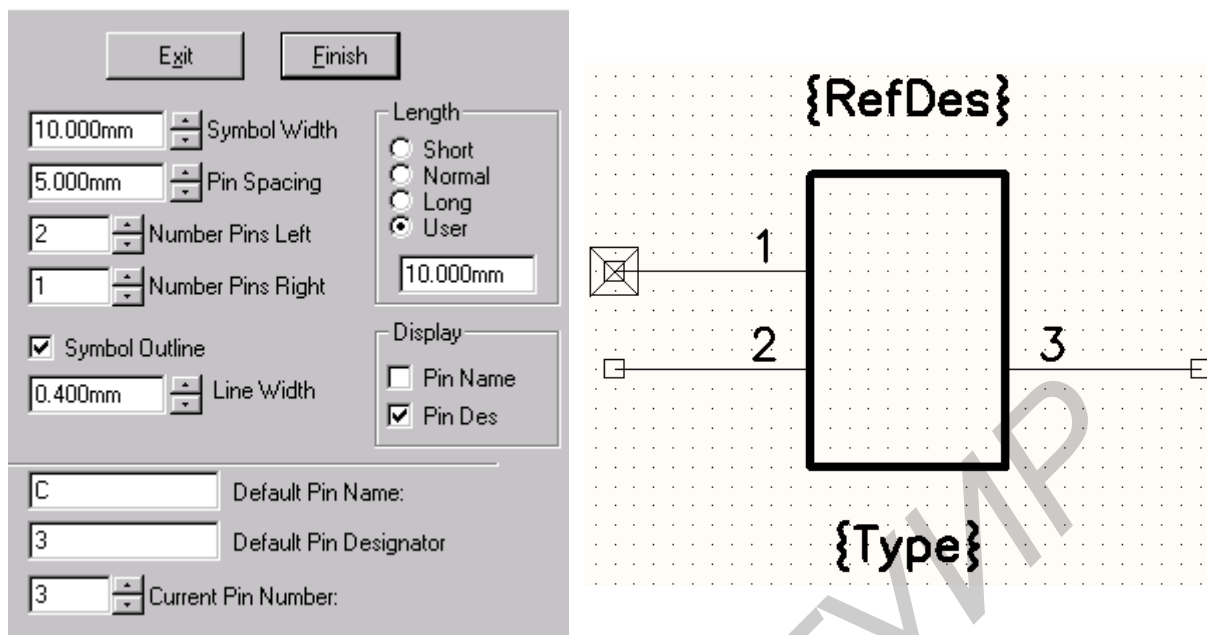 Exit
Finish
10.000mm Symbol Width
5.000mm Pin Spacing
2 Number Pins Left
1 Number Pins Right
Symbol Outline
0.400mm Line Width
Length
Short
Normal
Long
User
10.000mm
Display
Pin Name
Pin Des
C Default Pin Name:
3 Default Pin Designator
3 Current Pin Number:
{RefDes}
1
2
3
{Type}